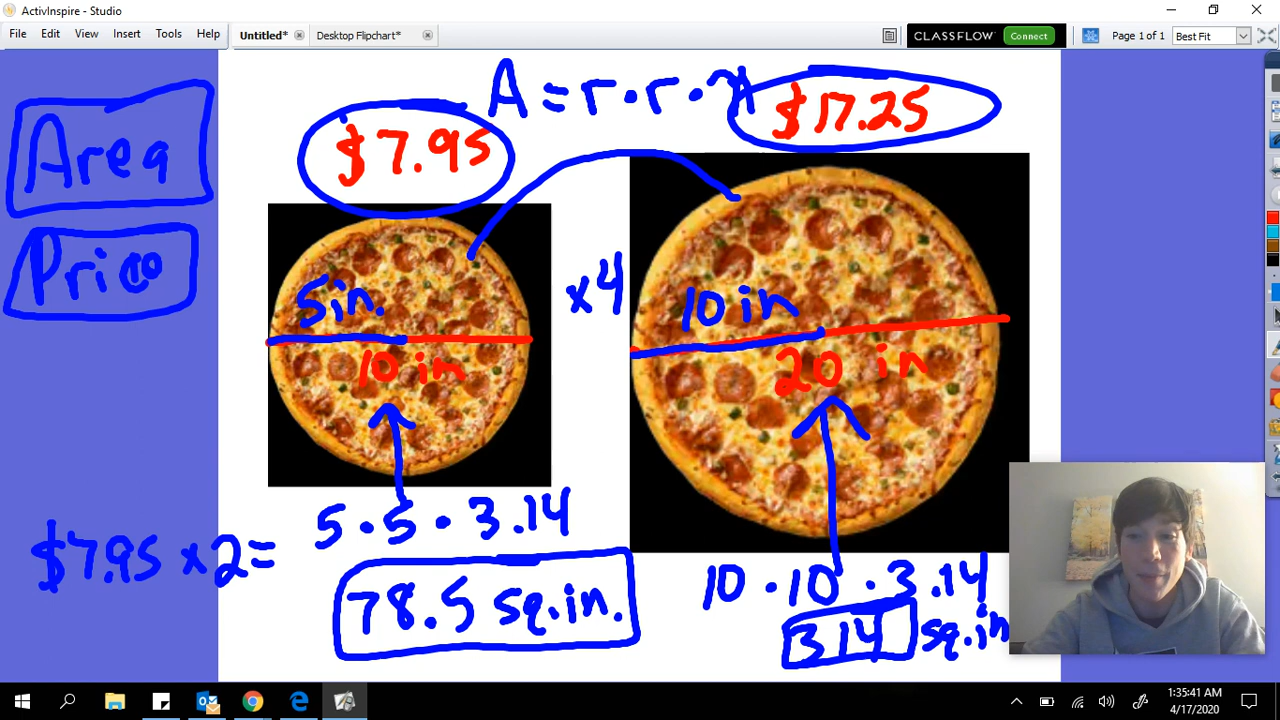 ActivInspire - Studio
File Edit View Insert Tools Help
Untitled*
Desktop Flipchart*
CLASSFLOW Connect
Page 1 of 1
Best Fit
A = r · r · π
$17.25
$7.95
Area
Price
x4
5in.
10 in
10 in
20 in
5 · 5 · 3.14
$7.95 x 2 =
78.5 sq.in.
10 · 10 · 3.14
314 sq.in
1:35:41 AM
4/17/2020